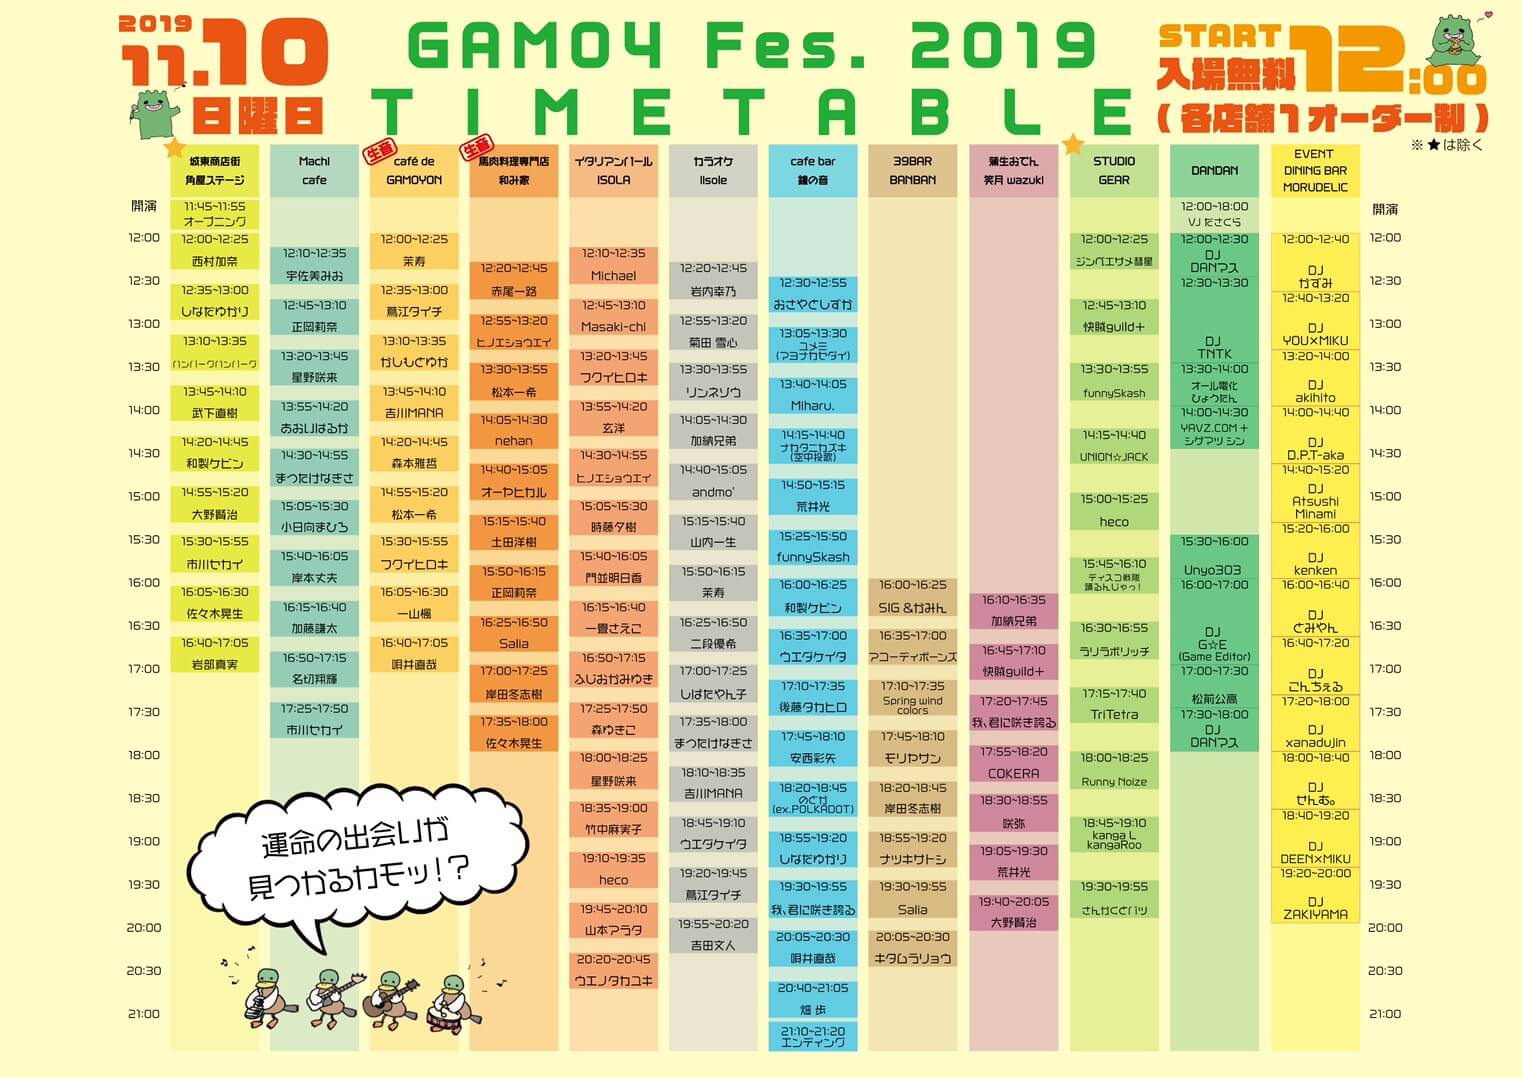 2019
11.10
日曜日
GAMO4 Fes. 2019
TIMETABLE
START
12:00
入場無料
(各店舗1オーダー制)
※★は除く
城東商店街
角屋ステージ
11:45~11:55
オープニング
12:00~12:25
西村加奈
12:35~13:00
しなだゆかり
13:10~13:35
ハンバーグハンバーグ
13:45~14:10
武下直樹
14:20~14:45
和製ケビン
14:55~15:20
大野賢治
15:30~15:55
市川セカイ
16:05~16:30
佐々木晃生
16:40~17:05
岩部真実
Machi
cafe
12:10~12:35
宇佐美みお
12:45~13:10
正岡莉奈
13:20~13:45
星野咲来
13:55~14:20
あおいはるか
14:30~14:55
まつたけなぎさ
15:05~15:30
小日向まひろ
15:40~16:05
岸本丈夫
16:15~16:40
加藤謙太
16:50~17:15
名切翔輝
17:25~17:50
市川セカイ
生音
café de
GAMOYON
12:00~12:25
茉寿
12:35~13:00
蔦江タイチ
13:10~13:35
かしむぐゆか
13:45~14:10
吉川MANA
14:20~14:45
森本雅哲
14:55~15:20
松本一希
15:30~15:55
フクイヒロキ
16:05~16:30
一山楓
16:40~17:05
唄井直哉
生音
馬肉料理専門店
和み家
12:20~12:45
赤尾一路
12:55~13:20
ヒノエショウエイ
13:30~13:55
松本一希
14:05~14:30
nehan
14:40~15:05
オーヤヒカル
15:15~15:40
土田洋樹
15:50~16:15
正岡莉奈
16:25~16:50
Salia
17:00~17:25
岸田冬志樹
17:35~18:00
佐々木晃生
イタリアンバール
ISOLA
12:10~12:35
Michael
12:45~13:10
Masaki-chi
13:20~13:45
フクイヒロキ
13:55~14:20
玄洋
14:30~14:55
ヒノエショウエイ
15:05~15:30
時藤夕樹
15:40~16:05
門並明日香
16:15~16:40
一畳さえこ
16:50~17:15
ふじおかみゆき
17:25~17:50
森ゆきこ
18:00~18:25
星野咲来
18:35~19:00
竹中麻実子
19:10~19:35
heco
19:45~20:10
山本アラタ
20:20~20:45
ウエノタカユキ
カラオケ
Iisole
12:20~12:45
岩内幸乃
12:55~13:20
菊田 雪心
13:30~13:55
リンネゾウ
14:05~14:30
加納兄弟
14:40~15:05
andmo'
15:15~15:40
山内一生
15:50~16:15
茉寿
16:25~16:50
二段優希
17:00~17:25
しばたやん子
17:35~18:00
まつたけなぎさ
18:10~18:35
吉川MANA
18:45~19:10
ウエダケイタ
19:20~19:45
蔦江タイチ
19:55~20:20
吉田文人
cafe bar
鐘の音
12:30~12:55
おさやどしずか
13:05~13:30
ユメミ
(マヨナカセダイ)
13:40~14:05
Miharu.
14:15~14:40
ナカタニカズキ
(空中投歌)
14:50~15:15
荒井光
15:25~15:50
funnySkash
16:00~16:25
和製ケビン
16:35~17:00
ウエダケイタ
17:10~17:35
後藤タカヒロ
17:45~18:10
安西彩矢
18:20~18:45
のどか
(ex.POLKADOT)
18:55~19:20
しなだゆかり
19:30~19:55
我、君に咲き誇る
20:05~20:30
唄井直哉
20:40~21:05
畑 歩
21:10~21:20
エンディング
39BAR
BANBAN
16:00~16:25
SIG &かみん
16:35~17:00
アコーディボーンズ
17:10~17:35
Spring wind
colors
17:45~18:10
モリヤサン
18:20~18:45
岸田冬志樹
18:55~19:20
ナツキサトシ
19:30~19:55
Salia
20:05~20:30
キタムラリョウ
蒲生おでん
笑月 wazuki
16:10~16:35
加納兄弟
16:45~17:10
快賊guild+
17:20~17:45
我、君に咲き誇る
17:55~18:20
COKERA
18:30~18:55
咲弥
19:05~19:30
荒井光
19:40~20:05
大野賢治
STUDIO
GEAR
12:00~12:25
ジンベエザメ彗星
12:45~13:10
快賊guild+
13:30~13:55
funnySkash
14:15~14:40
UNION☆JACK
15:00~15:25
heco
15:45~16:10
ディスコ戦隊
踊るんじゃっ!
16:30~16:55
ラリラポリッチ
17:15~17:40
TriTetra
18:00~18:25
Runny Noize
18:45~19:10
kanga L
kangaRoo
19:30~19:55
さんかくどバツ
DANDAN
12:00~18:00
VJ ださくら
12:00~12:30
DJ
DANマス
12:30~13:30
DJ
TNTK
13:30~14:00
オール電化
ひょうたん
14:00~14:30
YAVZ.COM +
シゲマツ シン
15:30~16:00
Unyo303
16:00~17:00
DJ
G☆E
(Game Editor)
17:00~17:30
松前公高
17:30~18:00
DJ
DANマス
EVENT
DINING BAR
MORUDELIC
12:00~12:40
DJ
かずみ
12:40~13:20
DJ
YOU×MIKU
13:20~14:00
DJ
akihito
14:00~14:40
DJ
D.P.T-aka
14:40~15:20
DJ
Atsushi
Minami
15:20~16:00
DJ
kenken
16:00~16:40
DJ
とみやん
16:40~17:20
DJ
ごんちぇる
17:20~18:00
DJ
xanadujin
18:00~18:40
DJ
せんむ。
18:40~19:20
DJ
DEEN×MIKU
19:20~20:00
DJ
ZAKIYAMA
開演
12:00
12:30
13:00
13:30
14:00
14:30
15:00
15:30
16:00
16:30
17:00
17:30
18:00
18:30
19:00
19:30
20:00
20:30
21:00
開演
12:00
12:30
13:00
13:30
14:00
14:30
15:00
15:30
16:00
16:30
17:00
17:30
18:00
18:30
19:00
19:30
20:00
20:30
21:00
運命の出会いが
見つかるカモッ!?